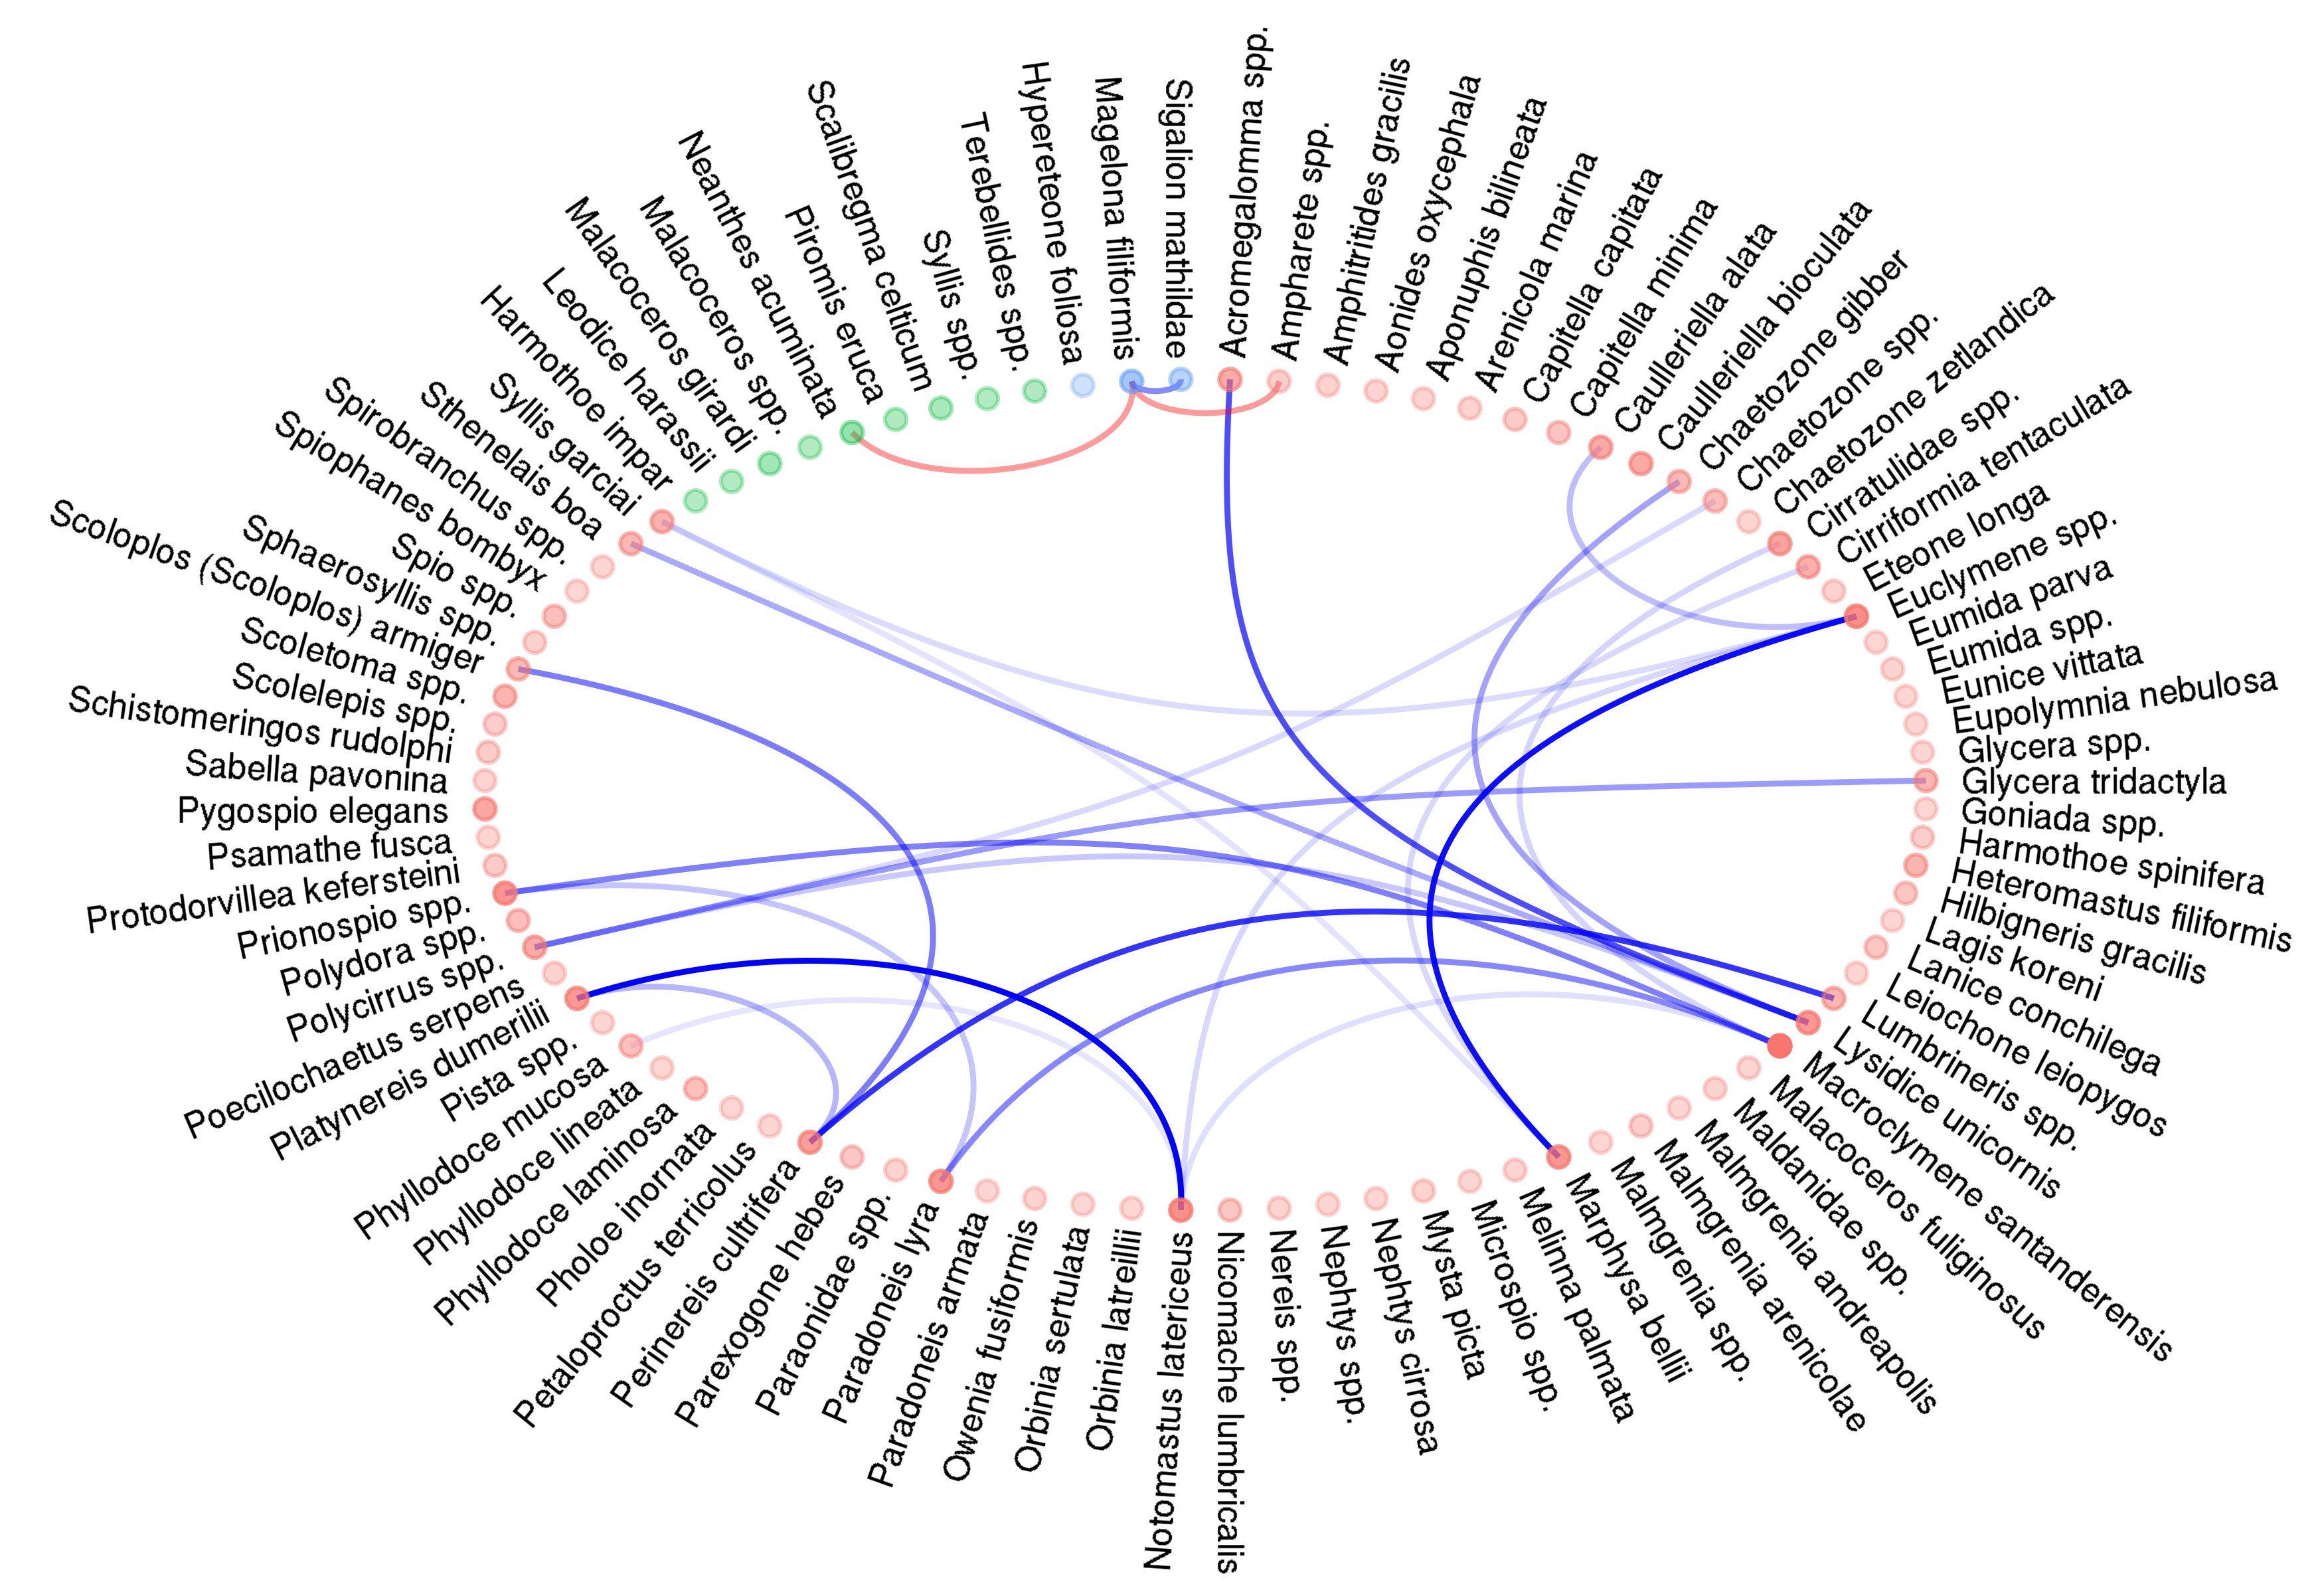 Acromegalomma spp.
Ampharete spp.
Amphitritides gracilis
Aonides oxycephala
Aponuphis bilineata
Arenicola marina
Capitella capitata
Capitella minima
Caulleriella alata
Caulleriella bioculata
Chaetozone gibber
Chaetozone spp.
Chaetozone zetlandica
Cirratulidae spp.
Cirriformia tentaculata
Eteone longa
Euclymene spp.
Eumida parva
Eumida spp.
Eunice vittata
Eupolymnia nebulosa
Glycera spp.
Glycera tridactyla
Goniada spp.
Harmothoe spinifera
Heteromastus filiformis
Hilbigneris gracilis
Lagis koreni
Lanice conchilega
Leiochone leiopygos
Lumbrineris spp.
Lysidice unicornis
Macroclymene santanderensis
Malacoceros fuliginosus
Maldanidae spp.
Malmgrenia andreapolis
Malmgrenia arenicolae
Malmgrenia spp.
Marphysa bellii
Melinna palmata
Microspio spp.
Mysta picta
Nephtys cirrosa
Nephtys spp.
Nereis spp.
Nicomache lumbricalis
Notomastus latericeus
Orbinia latreillii
Orbinia sertulata
Owenia fusiformis
Paradoneis armata
Paradoneis lyra
Paraonidae spp.
Parexogone hebes
Perinereis cultrifera
Petaloproctus terricolus
Pholoe inornata
Phyllodoce laminosa
Phyllodoce lineata
Phyllodoce mucosa
Pista spp.
Platynereis dumerilii
Poecilochaetus serpens
Polycirrus spp.
Polydora spp.
Prionospio spp.
Protodorvillea kefersteini
Psamathe fusca
Pygospio elegans
Sabella pavonina
Schistomeringos rudolphi
Scolelepis spp.
Scoletoma spp.
Scoloplos (Scoloplos) armiger
Sphaerosyllis spp.
Spio spp.
Spiophanes bombyx
Spirobranchus spp.
Sthenelais boa
Syllis garciai
Harmothoe impar
Leodice harassii
Malacoceros girardi
Malacoceros spp.
Neanthes acuminata
Piromis eruca
Scalibregma celticum
Syllis spp.
Terebellides spp.
Hypereteone foliosa
Magelona filiformis
Sigalion mathildae